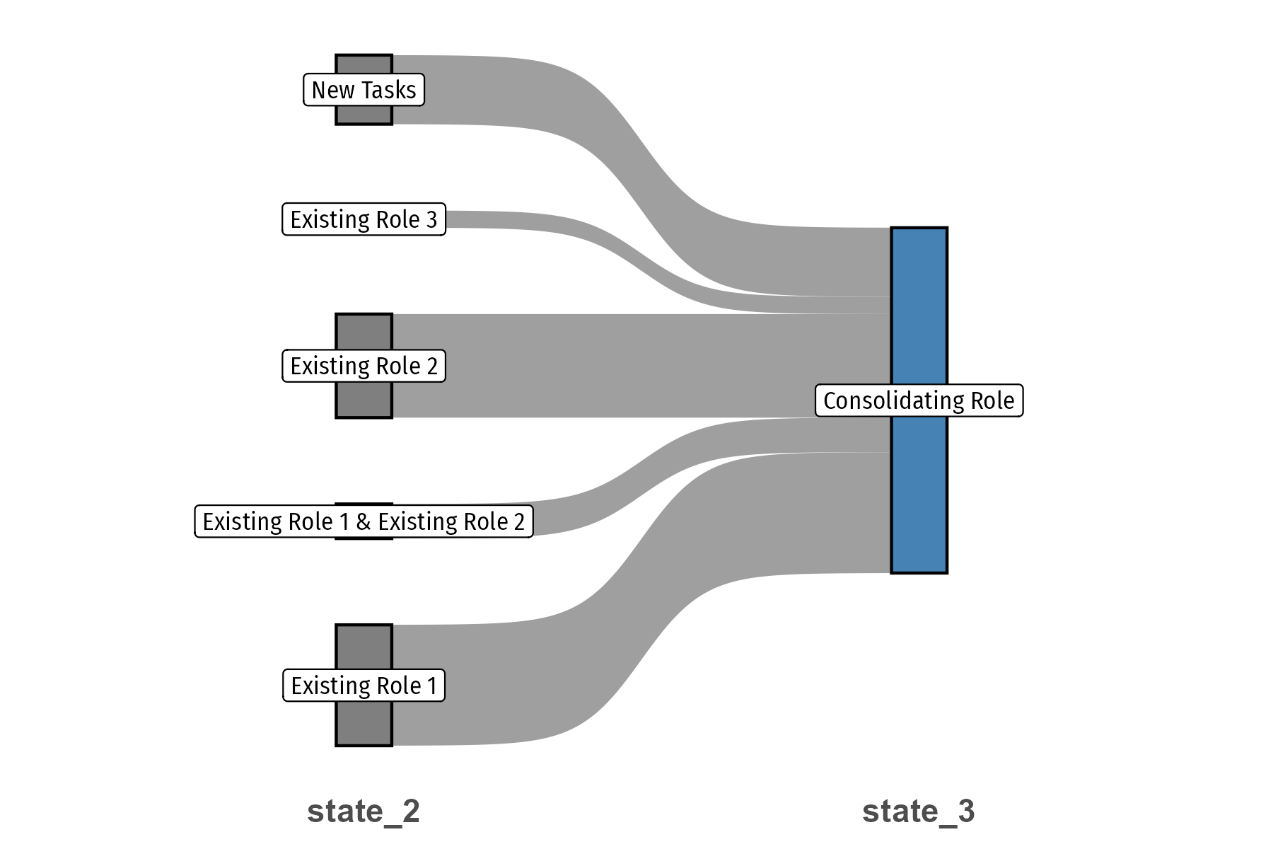 New Tasks
Existing Role 3
Existing Role 2
Consolidating Role
Existing Role 1 & Existing Role 2
Existing Role 1
state_2
state_3